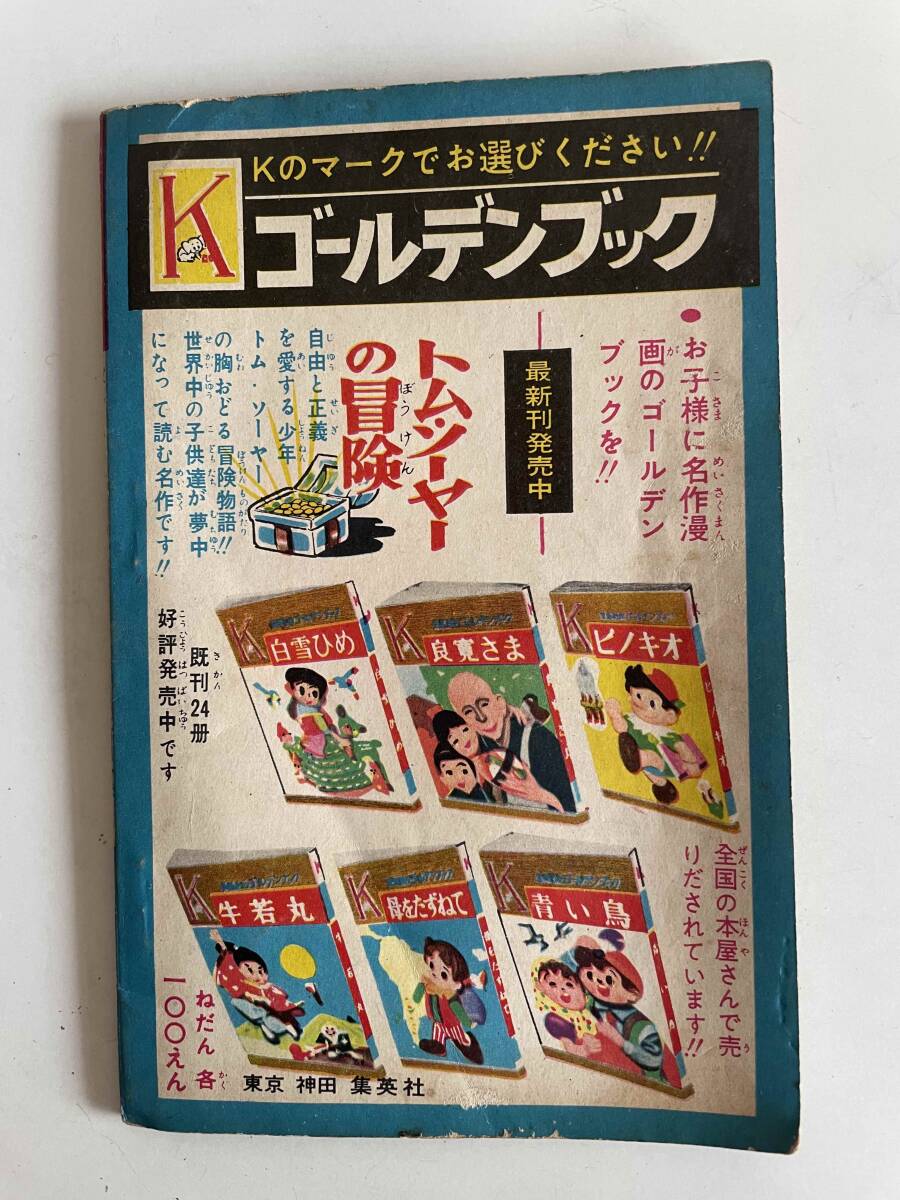 K
Kのマークでお選びください!!
ゴールデンブック
●お子様に名作漫
画のゴールデン
ブックを!!
最新刊発売中
トム・ソーヤー
の冒険
自由と正義
を愛する少年
トム・ソーヤー
の胸おどる冒険物語!!
世界中の子供達が夢中
になって読む名作です!!
既刊24册
好評発売中です
K
白雪ひめ
K
良寛さま
K
ピノキオ
ピノキオ
K
牛若丸
K
母をたずねて
K
青い鳥
全国の本屋さんで売
りだされています!!
ねだん 各
一〇〇えん
東京 神田 集英社